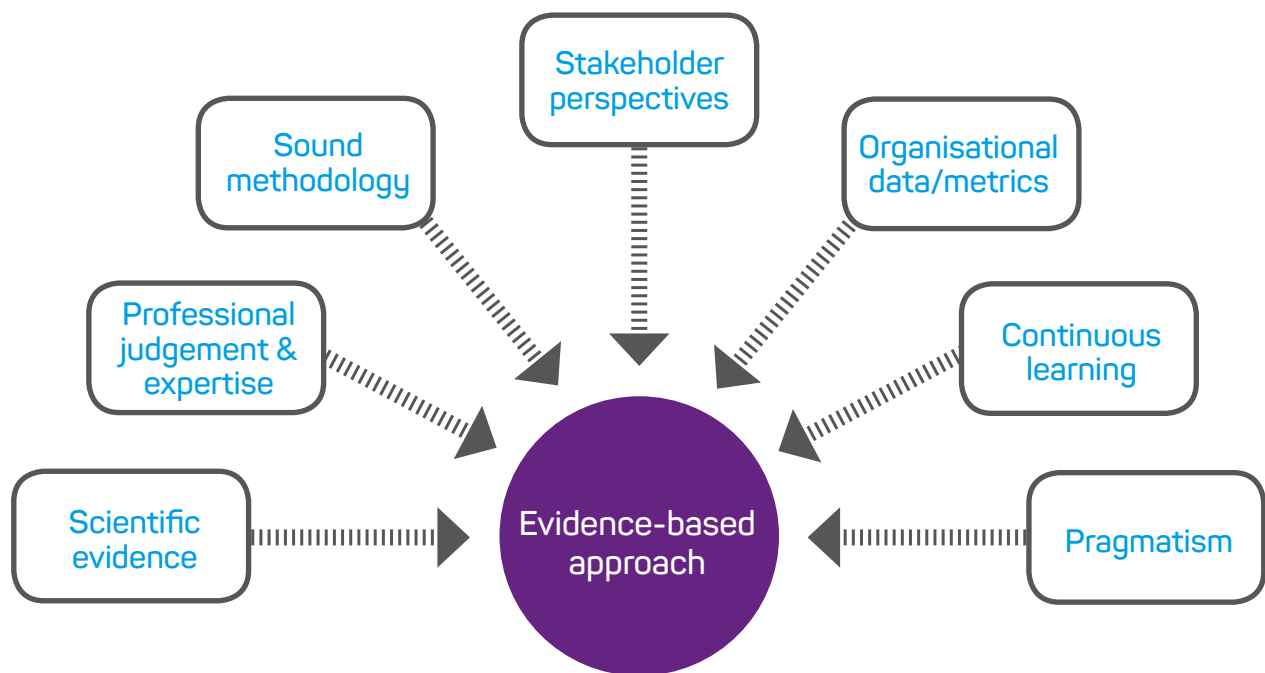 Stakeholder
perspectives
Sound
methodology
Organisational
data/metrics
Professional
judgement &
expertise
Continuous
learning
Scientific
evidence
Evidence-based
approach
Pragmatism